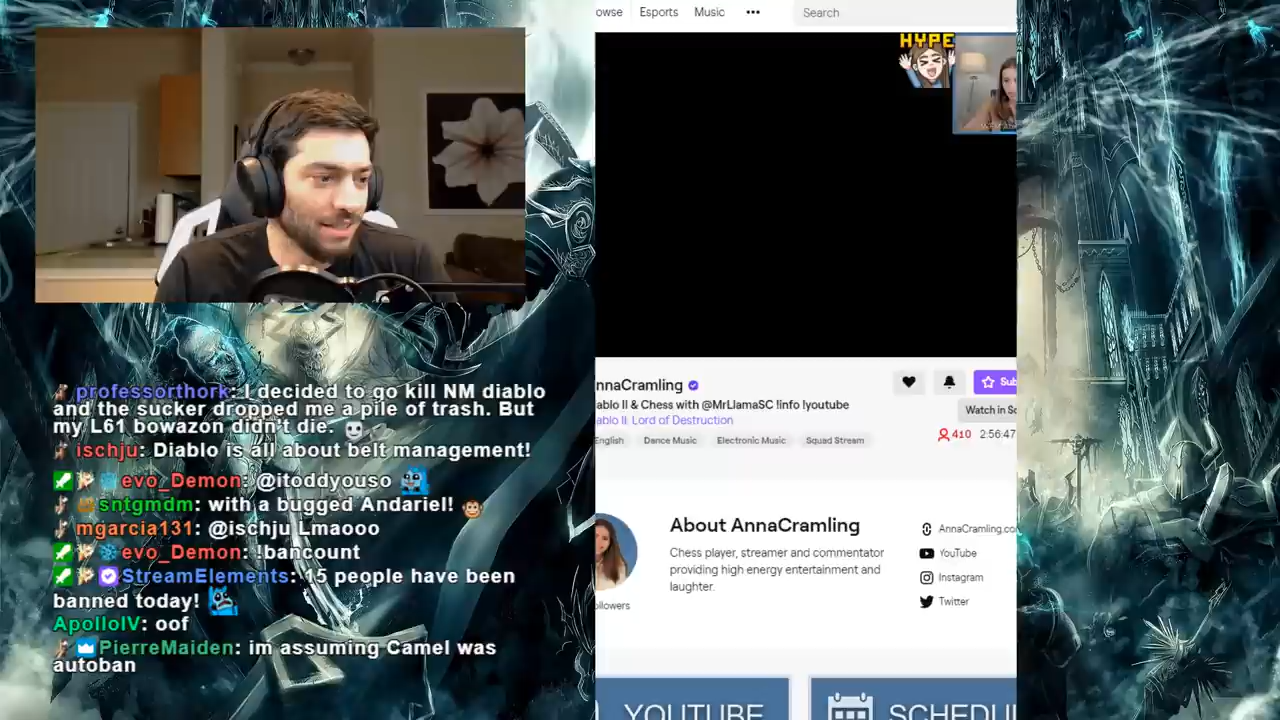 professorthork: I decided to go kill NM diablo
and the sucker dropped me a pile of trash. But
my L61 bowazon didn't die.
ischju: Diablo is all about belt management!
evo_Demon: @itoddyouso
sntgmdm: with a bugged Andariel!
mgarcia131: @ischju Lmaooo
evo_Demon: !bancount
StreamElements: 15 people have been
banned today!
ApolloIV: oof
PierreMaiden: im assuming Camel was
autoban
owse Esports Music ••• Search
HYPE
nnaCramling
Sub
ablo II & Chess with @MrLlamaSC !info !youtube
Watch in Sc
ablo II: Lord of Destruction
English Dance Music Electronic Music Squad Stream
410 2:56:47
About AnnaCramling
Chess player, streamer and commentator
providing high energy entertainment and
laughter.
ollowers
AnnaCramling.co
YouTube
Instagram
Twitter
YOUTUBE
SCHEDU